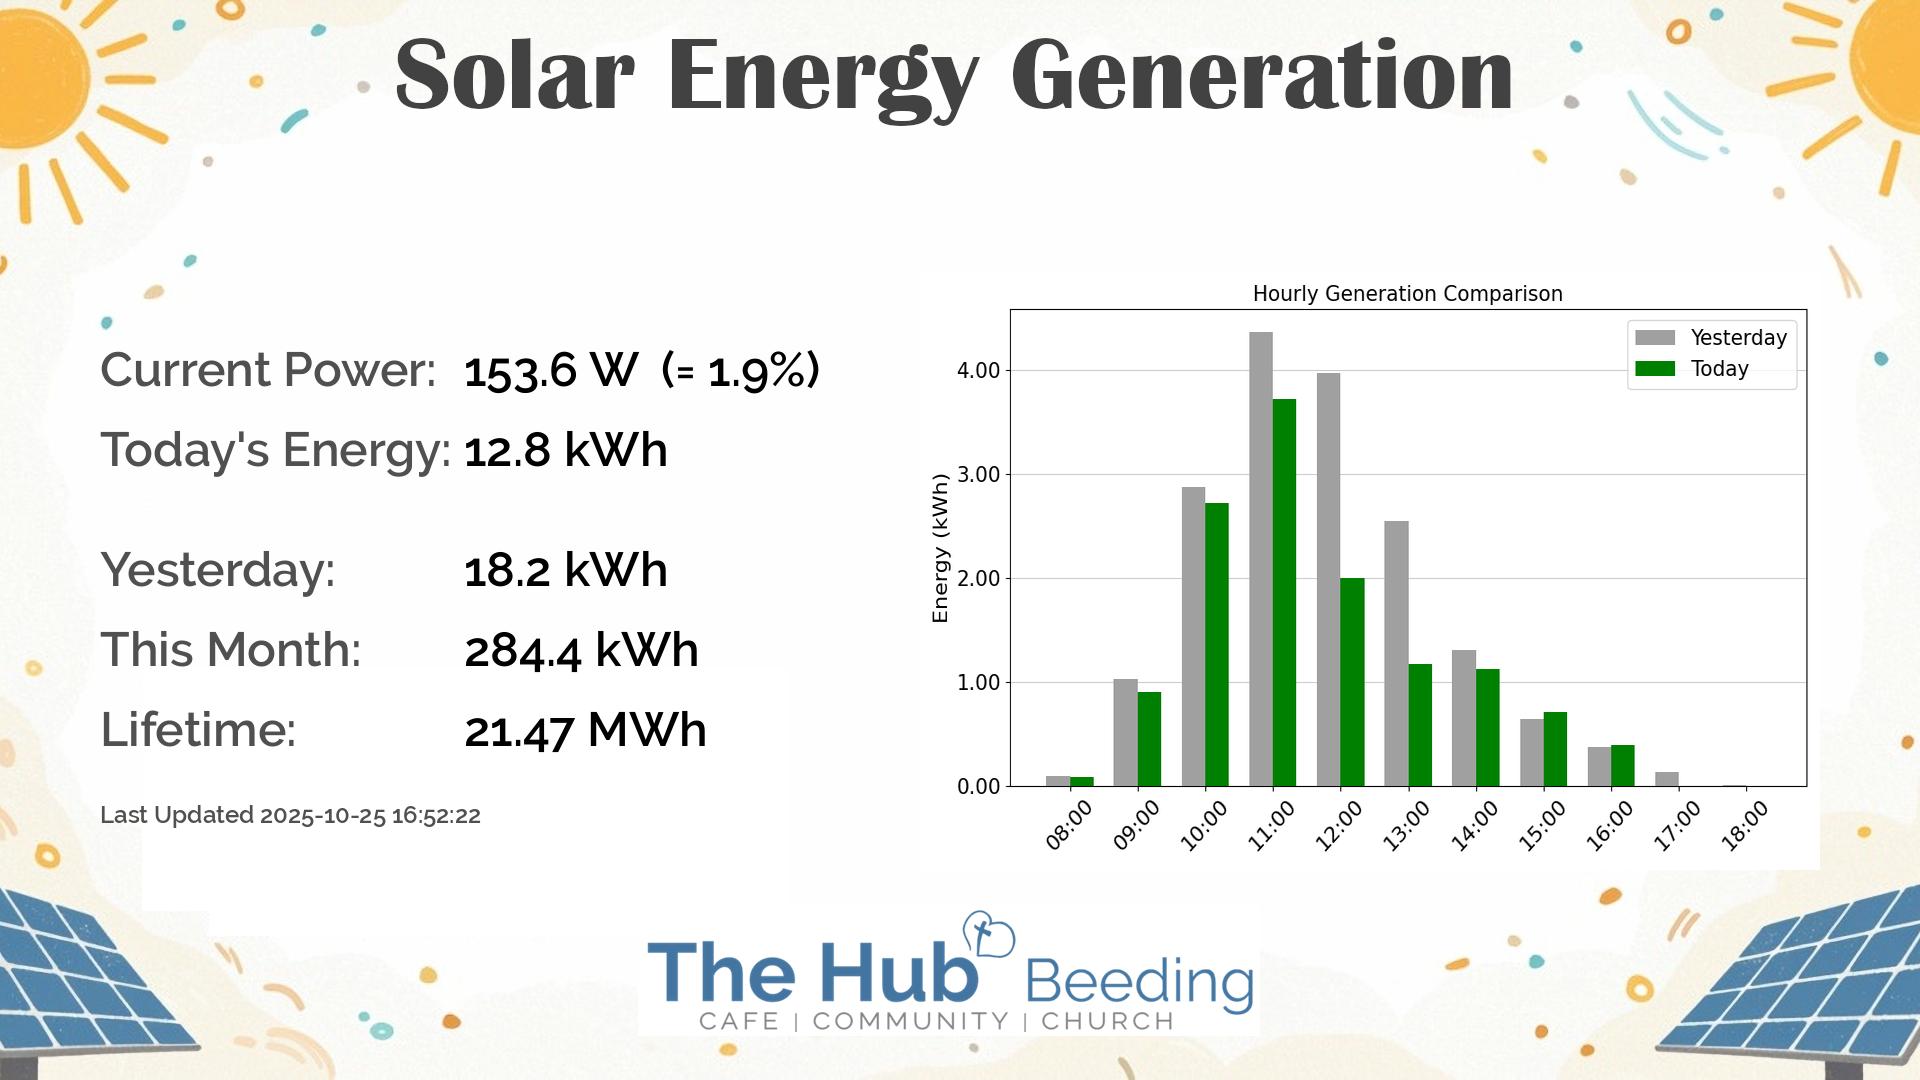 Solar Energy Generation
Current Power: 153.6 W (= 1.9%)
Today's Energy: 12.8 kWh
Yesterday: 18.2 kWh
This Month: 284.4 kWh
Lifetime: 21.47 MWh
Last Updated 2025-10-25 16:52:22
Hourly Generation Comparison
Yesterday
Today
Energy (kWh)
4.00
3.00
2.00
1.00
0.00
08:00 09:00 10:00 11:00 12:00 13:00 14:00 15:00 16:00 17:00 18:00
The Hub Beeding
CAFE | COMMUNITY | CHURCH